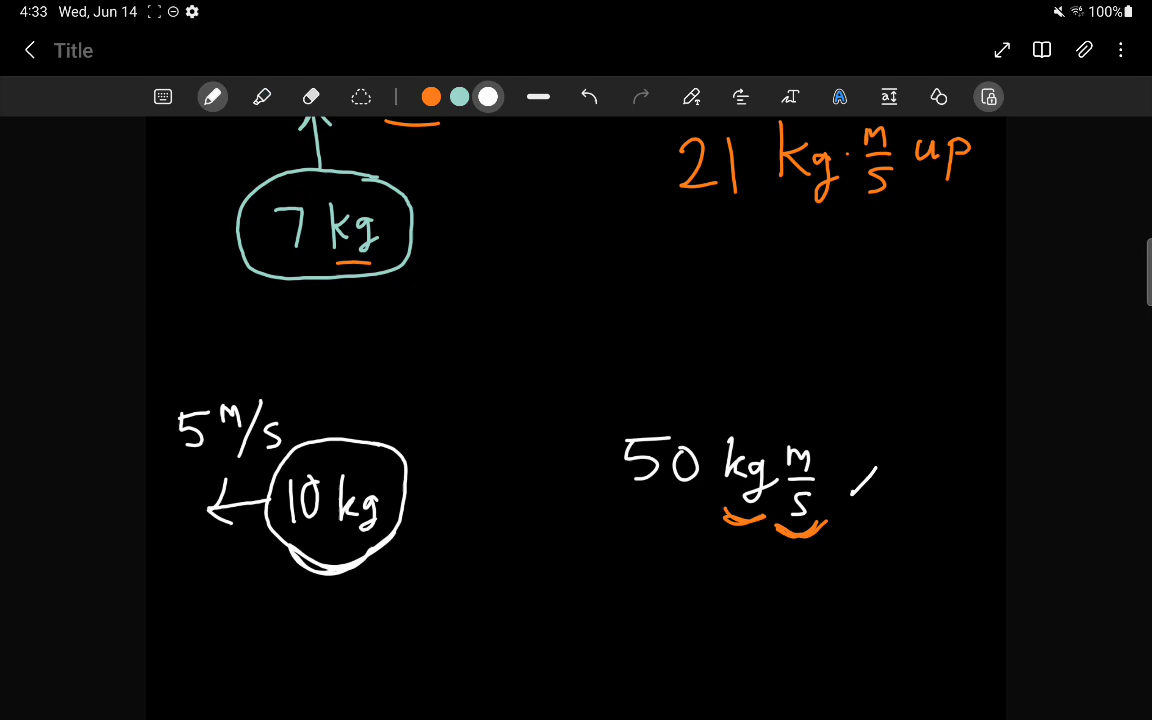 4:33 Wed, Jun 14
100%
Title
21 kg · m/s up
7 kg
5 m/s
10 kg
50 kg m/s